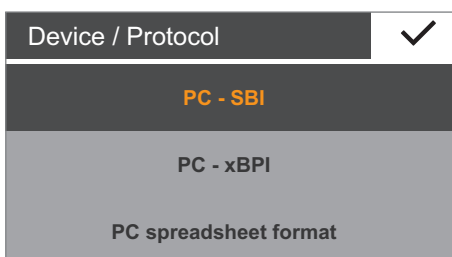 Device / Protocol
PC - SBI
PC - xBPI
PC spreadsheet format